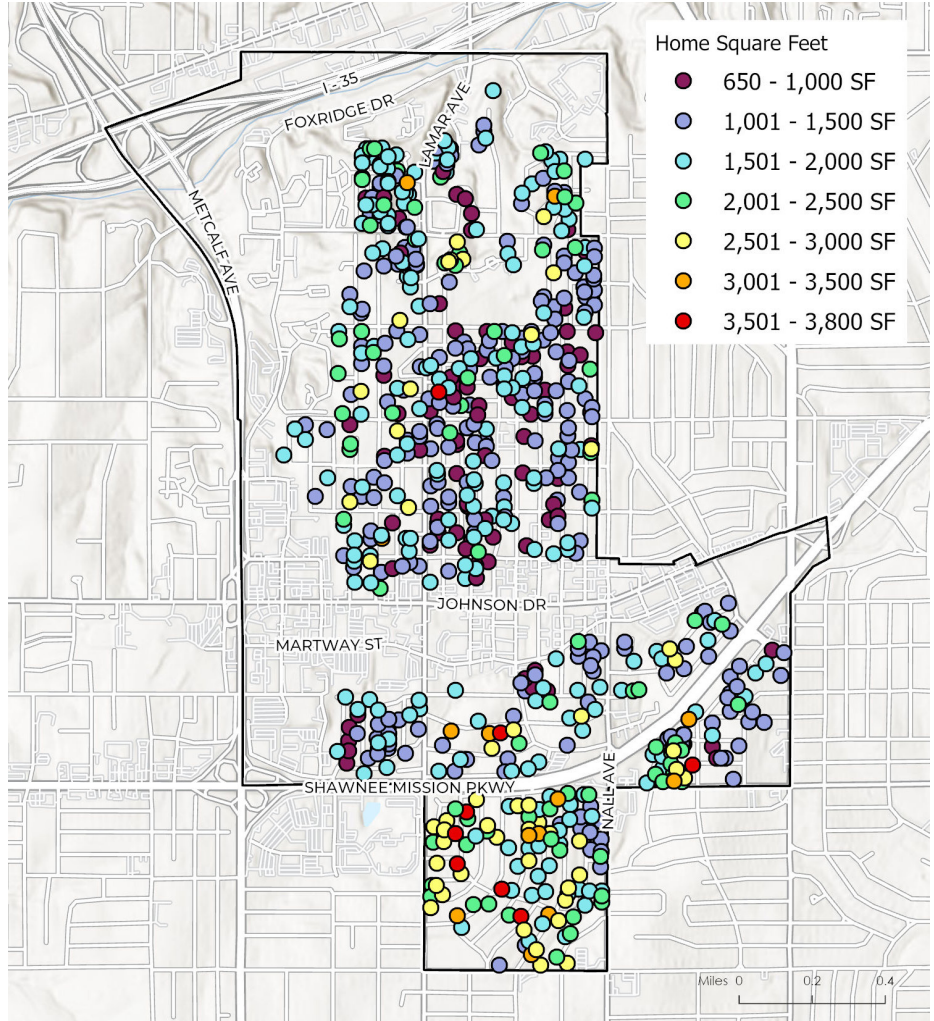 Home Square Feet
650 - 1,000 SF
1,001 - 1,500 SF
1,501 - 2,000 SF
2,001 - 2,500 SF
2,501 - 3,000 SF
3,001 - 3,500 SF
3,501 - 3,800 SF
I - 35
FOXRIDGE DR
LAMAR AVE
METCALF AVE
JOHNSON DR
MARTWAY ST
SHAWNEE MISSION PKWY
NALL AVE
Miles 0 0.2 0.4